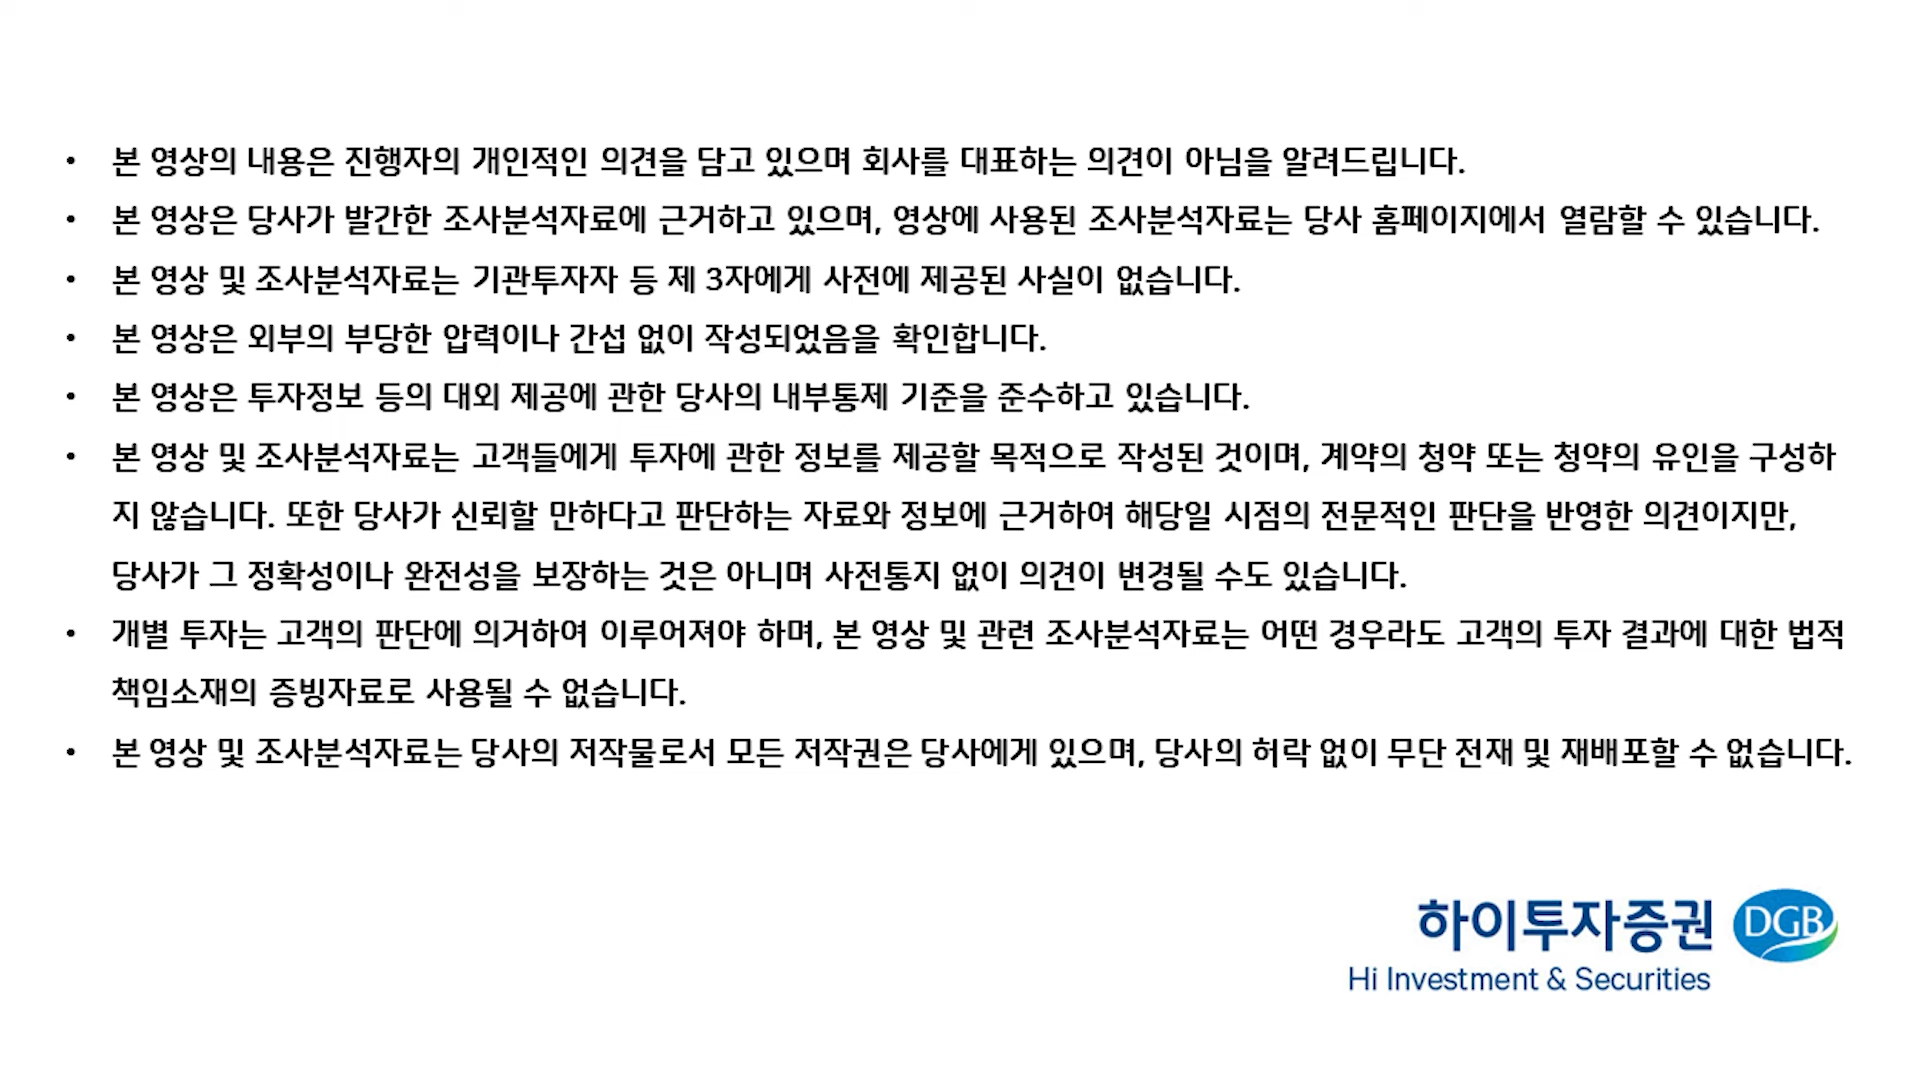 • 본 영상의 내용은 진행자의 개인적인 의견을 담고 있으며 회사를 대표하는 의견이 아님을 알려드립니다.
• 본 영상은 당사가 발간한 조사분석자료에 근거하고 있으며, 영상에 사용된 조사분석자료는 당사 홈페이지에서 열람할 수 있습니다.
• 본 영상 및 조사분석자료는 기관투자자 등 제 3자에게 사전에 제공된 사실이 없습니다.
• 본 영상은 외부의 부당한 압력이나 간섭 없이 작성되었음을 확인합니다.
• 본 영상은 투자정보 등의 대외 제공에 관한 당사의 내부통제 기준을 준수하고 있습니다.
• 본 영상 및 조사분석자료는 고객들에게 투자에 관한 정보를 제공할 목적으로 작성된 것이며, 계약의 청약 또는 청약의 유인을 구성하
지 않습니다. 또한 당사가 신뢰할 만하다고 판단하는 자료와 정보에 근거하여 해당일 시점의 전문적인 판단을 반영한 의견이지만,
당사가 그 정확성이나 완전성을 보장하는 것은 아니며 사전통지 없이 의견이 변경될 수도 있습니다.
• 개별 투자는 고객의 판단에 의거하여 이루어져야 하며, 본 영상 및 관련 조사분석자료는 어떤 경우라도 고객의 투자 결과에 대한 법적
책임소재의 증빙자료로 사용될 수 없습니다.
• 본 영상 및 조사분석자료는 당사의 저작물로서 모든 저작권은 당사에게 있으며, 당사의 허락 없이 무단 전재 및 재배포할 수 없습니다.
하이투자증권 DGB
Hi Investment & Securities